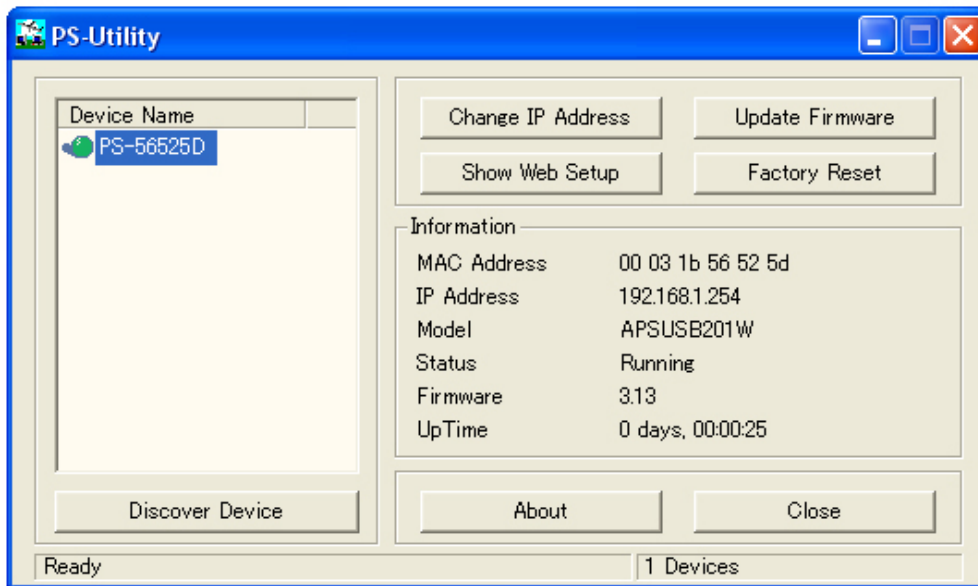 PS-Utility
Device Name
PS-56525D
Discover Device
Change IP Address
Update Firmware
Show Web Setup
Factory Reset
Information
MAC Address 00 03 1b 56 52 5d
IP Address 192.168.1.254
Model APSUSB201W
Status Running
Firmware 3.13
UpTime 0 days, 00:00:25
About
Close
Ready
1 Devices